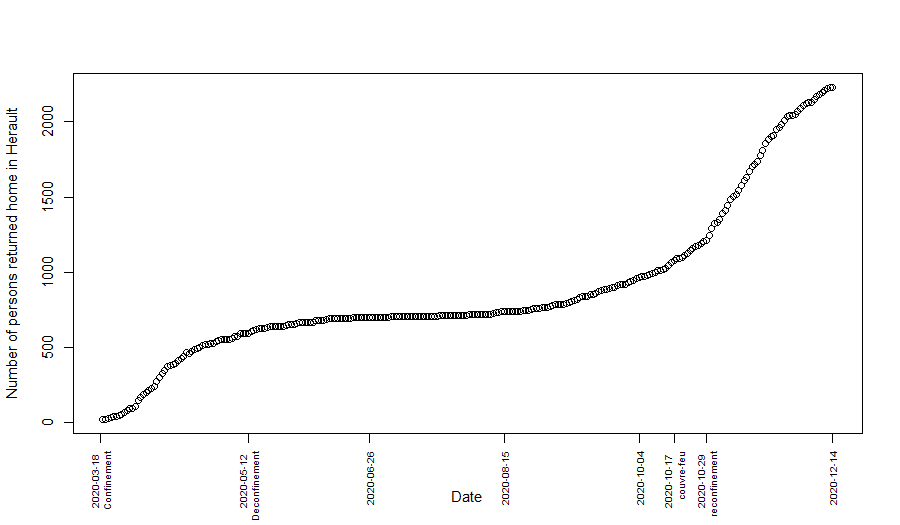 Number of persons returned home in Herault
2000
1500
1000
500
0
2020-03-18
Confinement
2020-05-12
Deconfinement
2020-06-26
2020-08-15
2020-10-04
2020-10-17
couvre-feu
2020-10-29
reconfinement
2020-12-14
Date